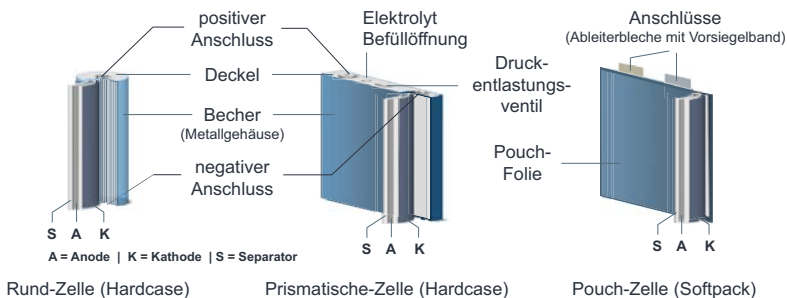 positiver
Anschluss
Elektrolyt
Befüllöffnung
Anschlüsse
(Ableiterbleche mit Vorsiegelband)
Deckel
Druck-
entlastungs-
ventil
Becher
(Metallgehäuse)
negativer
Anschluss
Pouch-
Folie
S A K
S A K
S A K
A = Anode | K = Kathode | S = Separator
Rund-Zelle (Hardcase)
Prismatische-Zelle (Hardcase)
Pouch-Zelle (Softpack)